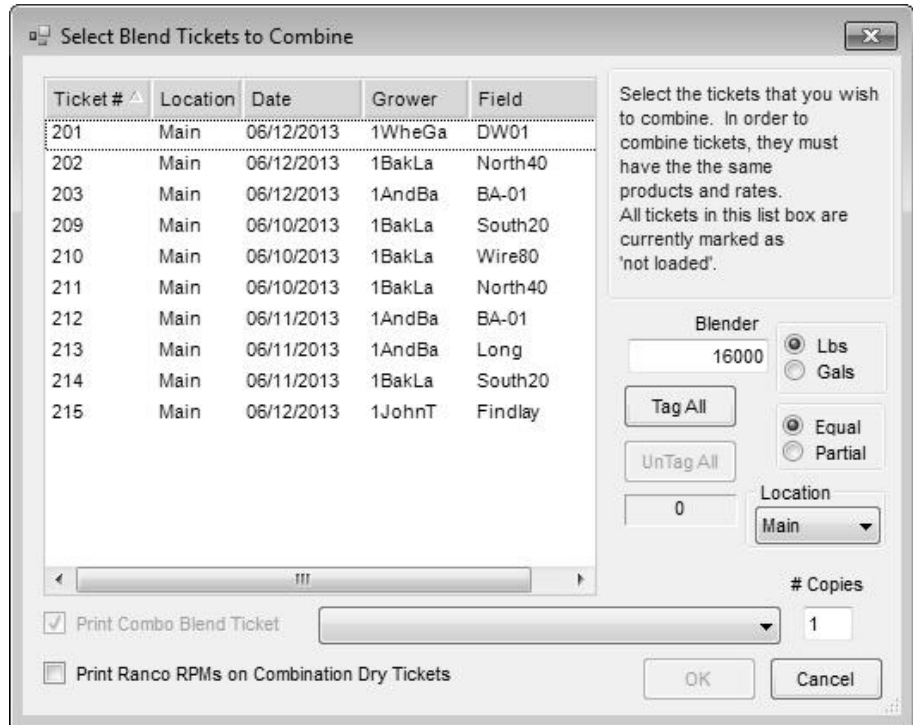 Select Blend Tickets to Combine
Ticket # Location Date Grower Field
201 Main 06/12/2013 1WheGa DW01
202 Main 06/12/2013 1BakLa North40
203 Main 06/12/2013 1AndBa BA-01
209 Main 06/10/2013 1BakLa South20
210 Main 06/10/2013 1BakLa Wire80
211 Main 06/10/2013 1BakLa North40
212 Main 06/11/2013 1AndBa BA-01
213 Main 06/11/2013 1AndBa Long
214 Main 06/11/2013 1BakLa South20
215 Main 06/12/2013 1JohnT Findlay
Select the tickets that you wish
to combine. In order to
combine tickets, they must
have the the same
products and rates.
All tickets in this list box are
currently marked as
'not loaded'.
Blender
16000
Lbs
Gals
Tag All
Equal
Partial
UnTag All
0
Location
Main
# Copies
Print Combo Blend Ticket
1
Print Ranco RPMs on Combination Dry Tickets
OK
Cancel